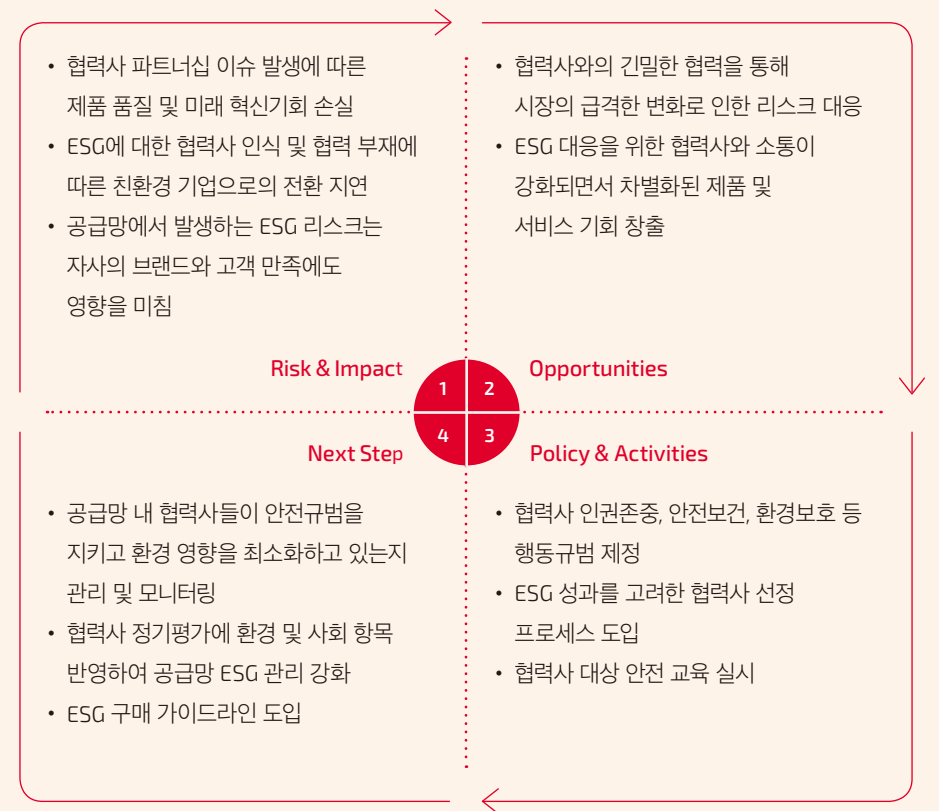 • 협력사 파트너십 이슈 발생에 따른
제품 품질 및 미래 혁신기회 손실
• ESG에 대한 협력사 인식 및 협력 부재에
따른 친환경 기업으로의 전환 지연
• 공급망에서 발생하는 ESG 리스크는
자사의 브랜드와 고객 만족에도
영향을 미침
Risk & Impact
1
• 협력사와의 긴밀한 협력을 통해
시장의 급격한 변화로 인한 리스크 대응
• ESG 대응을 위한 협력사와 소통이
강화되면서 차별화된 제품 및
서비스 기회 창출
2
Opportunities
3
Policy & Activities
• 협력사 인권존중, 안전보건, 환경보호 등
행동규범 제정
• ESG 성과를 고려한 협력사 선정
프로세스 도입
• 협력사 대상 안전 교육 실시
4
Next Step
• 공급망 내 협력사들이 안전규범을
지키고 환경 영향을 최소화하고 있는지
관리 및 모니터링
• 협력사 정기평가에 환경 및 사회 항목
반영하여 공급망 ESG 관리 강화
• ESG 구매 가이드라인 도입